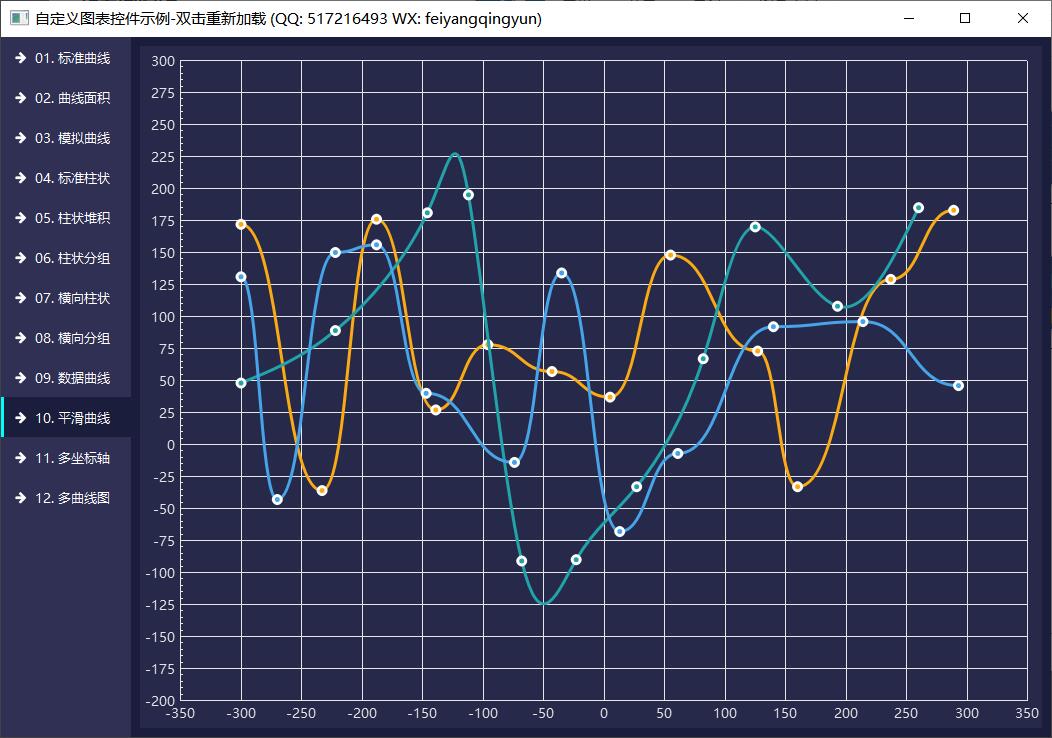 自定义图表控件示例-双击重新加载 (QQ: 517216493 WX: feiyangqingyun)
01. 标准曲线
02. 曲线面积
03. 模拟曲线
04. 标准柱状
05. 柱状堆积
06. 柱状分组
07. 横向柱状
08. 横向分组
09. 数据曲线
10. 平滑曲线
11. 多坐标轴
12. 多曲线图
300
275
250
225
200
175
150
125
100
75
50
25
0
-25
-50
-75
-100
-125
-150
-175
-200
-350 -300 -250 -200 -150 -100 -50 0 50 100 150 200 250 300 350